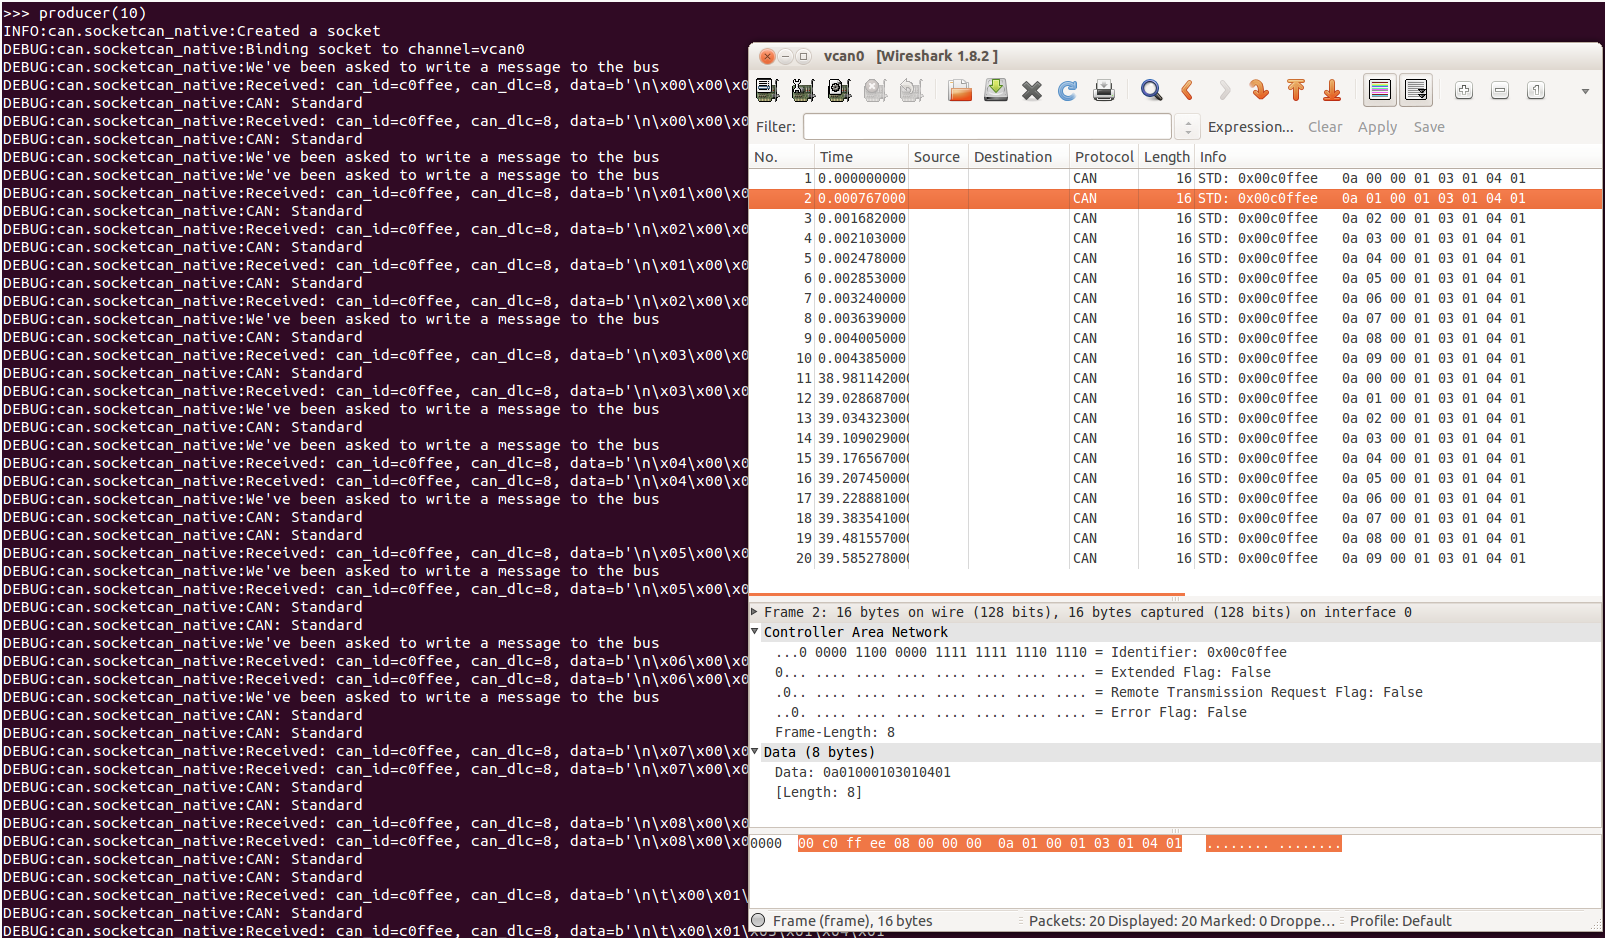 >>> producer(10)
INFO:can.socketcan_native:Created a socket
DEBUG:can.socketcan_native:Binding socket to channel=vcan0
DEBUG:can.socketcan_native:We've been asked to write a message to the bus
DEBUG:can.socketcan_native:Received: can_id=c0ffee, can_dlc=8, data=b'\n\x00\x00\x0
DEBUG:can.socketcan_native:CAN: Standard
DEBUG:can.socketcan_native:Received: can_id=c0ffee, can_dlc=8, data=b'\n\x00\x00\x0
DEBUG:can.socketcan_native:CAN: Standard
DEBUG:can.socketcan_native:We've been asked to write a message to the bus
DEBUG:can.socketcan_native:We've been asked to write a message to the bus
DEBUG:can.socketcan_native:Received: can_id=c0ffee, can_dlc=8, data=b'\n\x01\x00\x0
DEBUG:can.socketcan_native:CAN: Standard
DEBUG:can.socketcan_native:Received: can_id=c0ffee, can_dlc=8, data=b'\n\x02\x00\x0
DEBUG:can.socketcan_native:CAN: Standard
DEBUG:can.socketcan_native:Received: can_id=c0ffee, can_dlc=8, data=b'\n\x01\x00\x0
DEBUG:can.socketcan_native:CAN: Standard
DEBUG:can.socketcan_native:Received: can_id=c0ffee, can_dlc=8, data=b'\n\x02\x00\x0
DEBUG:can.socketcan_native:We've been asked to write a message to the bus
DEBUG:can.socketcan_native:CAN: Standard
DEBUG:can.socketcan_native:Received: can_id=c0ffee, can_dlc=8, data=b'\n\x03\x00\x0
DEBUG:can.socketcan_native:CAN: Standard
DEBUG:can.socketcan_native:Received: can_id=c0ffee, can_dlc=8, data=b'\n\x03\x00\x0
DEBUG:can.socketcan_native:We've been asked to write a message to the bus
DEBUG:can.socketcan_native:CAN: Standard
DEBUG:can.socketcan_native:We've been asked to write a message to the bus
DEBUG:can.socketcan_native:Received: can_id=c0ffee, can_dlc=8, data=b'\n\x04\x00\x0
DEBUG:can.socketcan_native:Received: can_id=c0ffee, can_dlc=8, data=b'\n\x04\x00\x0
DEBUG:can.socketcan_native:We've been asked to write a message to the bus
DEBUG:can.socketcan_native:CAN: Standard
DEBUG:can.socketcan_native:CAN: Standard
DEBUG:can.socketcan_native:Received: can_id=c0ffee, can_dlc=8, data=b'\n\x05\x00\x0
DEBUG:can.socketcan_native:We've been asked to write a message to the bus
DEBUG:can.socketcan_native:Received: can_id=c0ffee, can_dlc=8, data=b'\n\x05\x00\x0
DEBUG:can.socketcan_native:CAN: Standard
DEBUG:can.socketcan_native:CAN: Standard
DEBUG:can.socketcan_native:We've been asked to write a message to the bus
DEBUG:can.socketcan_native:Received: can_id=c0ffee, can_dlc=8, data=b'\n\x06\x00\x0
DEBUG:can.socketcan_native:Received: can_id=c0ffee, can_dlc=8, data=b'\n\x06\x00\x0
DEBUG:can.socketcan_native:We've been asked to write a message to the bus
DEBUG:can.socketcan_native:CAN: Standard
DEBUG:can.socketcan_native:CAN: Standard
DEBUG:can.socketcan_native:Received: can_id=c0ffee, can_dlc=8, data=b'\n\x07\x00\x0
DEBUG:can.socketcan_native:Received: can_id=c0ffee, can_dlc=8, data=b'\n\x07\x00\x0
DEBUG:can.socketcan_native:CAN: Standard
DEBUG:can.socketcan_native:CAN: Standard
DEBUG:can.socketcan_native:Received: can_id=c0ffee, can_dlc=8, data=b'\n\x08\x00\x0
DEBUG:can.socketcan_native:Received: can_id=c0ffee, can_dlc=8, data=b'\n\x08\x00\x0
DEBUG:can.socketcan_native:CAN: Standard
DEBUG:can.socketcan_native:CAN: Standard
DEBUG:can.socketcan_native:Received: can_id=c0ffee, can_dlc=8, data=b'\n\t\x00\x01\
DEBUG:can.socketcan_native:CAN: Standard
DEBUG:can.socketcan_native:Received: can_id=c0ffee, can_dlc=8, data=b'\n\t\x00\x01\x03\x01\x04\x01
vcan0 [Wireshark 1.8.2 ]
Filter: Expression... Clear Apply Save
No. Time Source Destination Protocol Length Info
1 0.000000000 CAN 16 STD: 0x00c0ffee 0a 00 00 01 03 01 04 01
2 0.000767000 CAN 16 STD: 0x00c0ffee 0a 01 00 01 03 01 04 01
3 0.001682000 CAN 16 STD: 0x00c0ffee 0a 02 00 01 03 01 04 01
4 0.002103000 CAN 16 STD: 0x00c0ffee 0a 03 00 01 03 01 04 01
5 0.002478000 CAN 16 STD: 0x00c0ffee 0a 04 00 01 03 01 04 01
6 0.002853000 CAN 16 STD: 0x00c0ffee 0a 05 00 01 03 01 04 01
7 0.003240000 CAN 16 STD: 0x00c0ffee 0a 06 00 01 03 01 04 01
8 0.003639000 CAN 16 STD: 0x00c0ffee 0a 07 00 01 03 01 04 01
9 0.004005000 CAN 16 STD: 0x00c0ffee 0a 08 00 01 03 01 04 01
10 0.004385000 CAN 16 STD: 0x00c0ffee 0a 09 00 01 03 01 04 01
11 38.981142000 CAN 16 STD: 0x00c0ffee 0a 00 00 01 03 01 04 01
12 39.028687000 CAN 16 STD: 0x00c0ffee 0a 01 00 01 03 01 04 01
13 39.034323000 CAN 16 STD: 0x00c0ffee 0a 02 00 01 03 01 04 01
14 39.109029000 CAN 16 STD: 0x00c0ffee 0a 03 00 01 03 01 04 01
15 39.176567000 CAN 16 STD: 0x00c0ffee 0a 04 00 01 03 01 04 01
16 39.207450000 CAN 16 STD: 0x00c0ffee 0a 05 00 01 03 01 04 01
17 39.228881000 CAN 16 STD: 0x00c0ffee 0a 06 00 01 03 01 04 01
18 39.383541000 CAN 16 STD: 0x00c0ffee 0a 07 00 01 03 01 04 01
19 39.481557000 CAN 16 STD: 0x00c0ffee 0a 08 00 01 03 01 04 01
20 39.585278000 CAN 16 STD: 0x00c0ffee 0a 09 00 01 03 01 04 01
Frame 2: 16 bytes on wire (128 bits), 16 bytes captured (128 bits) on interface 0
Controller Area Network
...0 0000 1100 0000 1111 1111 1110 1110 = Identifier: 0x00c0ffee
0... .... .... .... .... .... .... .... = Extended Flag: False
.0.. .... .... .... .... .... .... .... = Remote Transmission Request Flag: False
..0. .... .... .... .... .... .... .... = Error Flag: False
Frame-Length: 8
Data (8 bytes)
Data: 0a01000103010401
[Length: 8]
0000 00 c0 ff ee 08 00 00 00 0a 01 00 01 03 01 04 01 ........ ........
Frame (frame), 16 bytes Packets: 20 Displayed: 20 Marked: 0 Droppe... Profile: Default